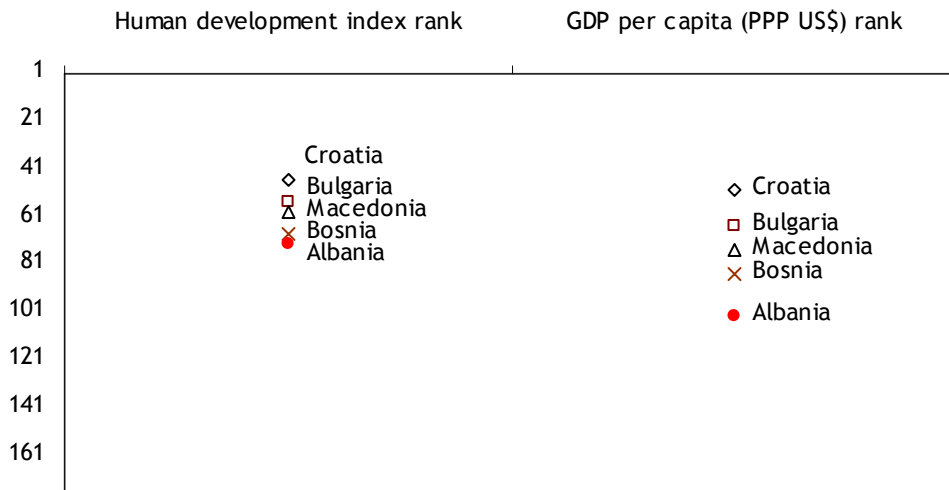 Human development index rank
GDP per capita (PPP US$) rank
1
21
41
61
81
101
121
141
161
Croatia
Bulgaria
Macedonia
Bosnia
Albania
Croatia
Bulgaria
Macedonia
Bosnia
Albania